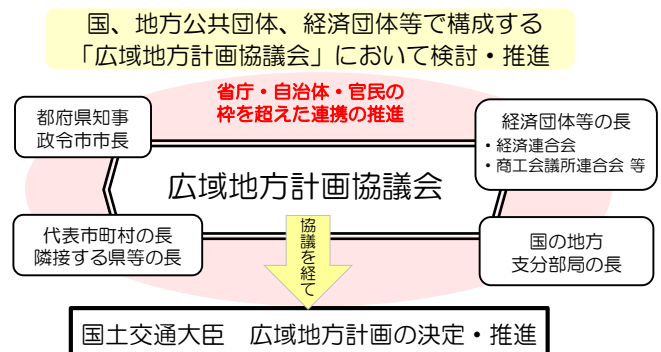 国、地方公共団体、経済団体等で構成する
「広域地方計画協議会」において検討・推進
省庁・自治体・官民の
枠を超えた連携の推進
都府県知事
政令市市長
経済団体等の長
・経済連合会
・商工会議所連合会 等
広域地方計画協議会
代表市町村の長
隣接する県等の長
協議を経て
国の地方
支分部局の長
国土交通大臣　広域地方計画の決定・推進